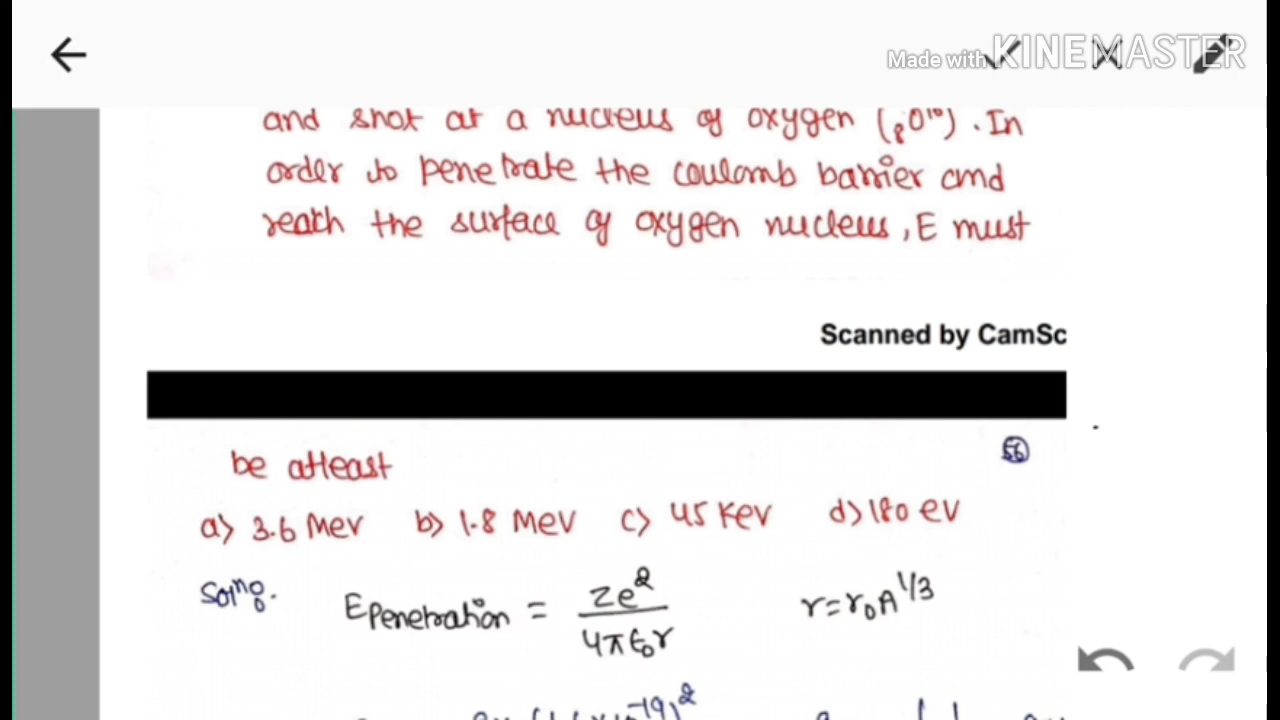 Made with KINEMASTER
and shot at a nucleus of oxygen (₈O¹⁶). In
order to penetrate the coulomb barrier and
reach the surface of oxygen nucleus, E must
Scanned by CamSc
56
be atleast
a) 3.6 Mev b) 1.8 MeV c) 45 Kev d) 180 eV
Soln:
E Penetration = Ze² / 4πε₀r r = r₀A^1/3